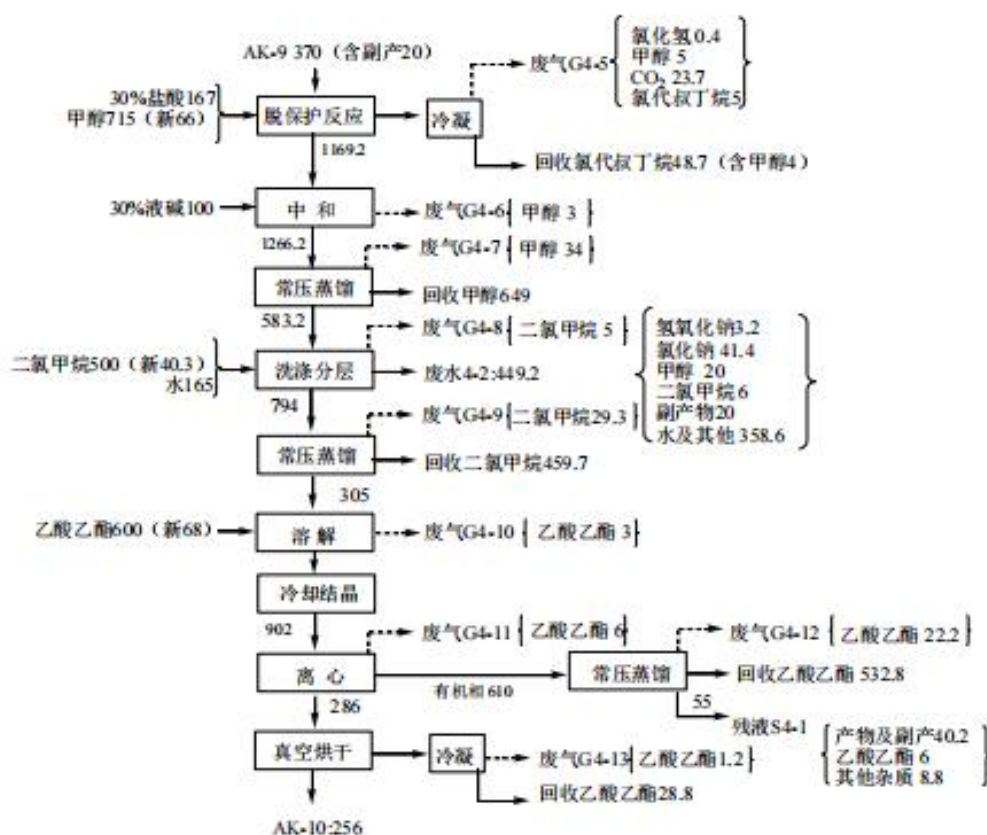 AK-9 370（含副产20）
废气G4-5
氯化氢0.4
甲醇 5
CO2 23.7
氯代叔丁烷5
30%盐酸167
甲醇715（新66）
脱保护反应
冷凝
1169.2
回收氯代叔丁烷48.7（含甲醇4）
30%液碱100
中和
废气G4-6 甲醇 3
1266.2
废气G4-7 甲醇 34
常压蒸馏
回收甲醇649
583.2
废气G4-8 二氯甲烷 5
二氯甲烷500（新40.3）
水165
洗涤分层
废水4-2:449.2
氢氧化钠3.2
氯化钠 41.4
甲醇 20
二氯甲烷6
副产物20
水及其他 358.6
794
废气G4-9 二氯甲烷29.3
常压蒸馏
回收二氯甲烷459.7
305
乙酸乙酯600（新68）
溶解
废气G4-10 乙酸乙酯 3
冷却结晶
902
废气G4-11 乙酸乙酯 6
废气G4-12 乙酸乙酯 22.2
离心
有机相610
常压蒸馏
回收乙酸乙酯 532.8
286
55
残液S4-1
产物及副产40.2
乙酸乙酯 6
其他杂质 8.8
真空烘干
冷凝
废气G4-13 乙酸乙酯1.2
回收乙酸乙酯28.8
AK-10:256